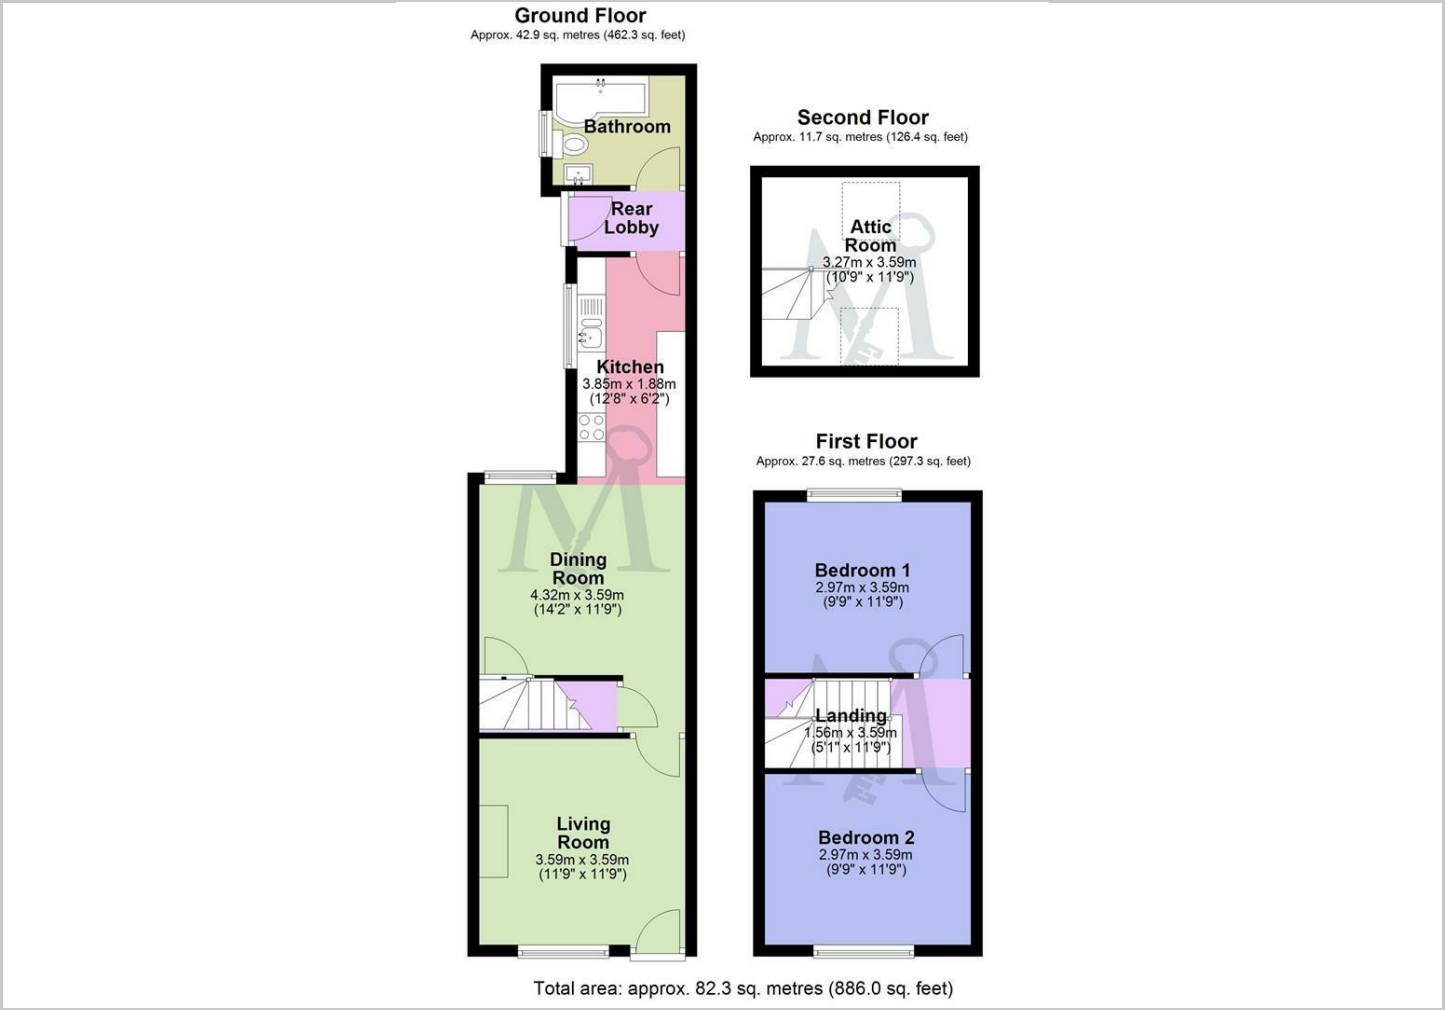 Ground Floor
Approx. 42.9 sq. metres (462.3 sq. feet)
Bathroom
Rear
Lobby
Kitchen
3.85m x 1.88m
(12'8" x 6'2")
Dining
Room
4.32m x 3.59m
(14'2" x 11'9")
Living
Room
3.59m x 3.59m
(11'9" x 11'9")
Second Floor
Approx. 11.7 sq. metres (126.4 sq. feet)
Attic
Room
3.27m x 3.59m
(10'9" x 11'9")
First Floor
Approx. 27.6 sq. metres (297.3 sq. feet)
Bedroom 1
2.97m x 3.59m
(9'9" x 11'9")
Landing
1.56m x 3.59m
(5'1" x 11'9")
Bedroom 2
2.97m x 3.59m
(9'9" x 11'9")
Total area: approx. 82.3 sq. metres (886.0 sq. feet)